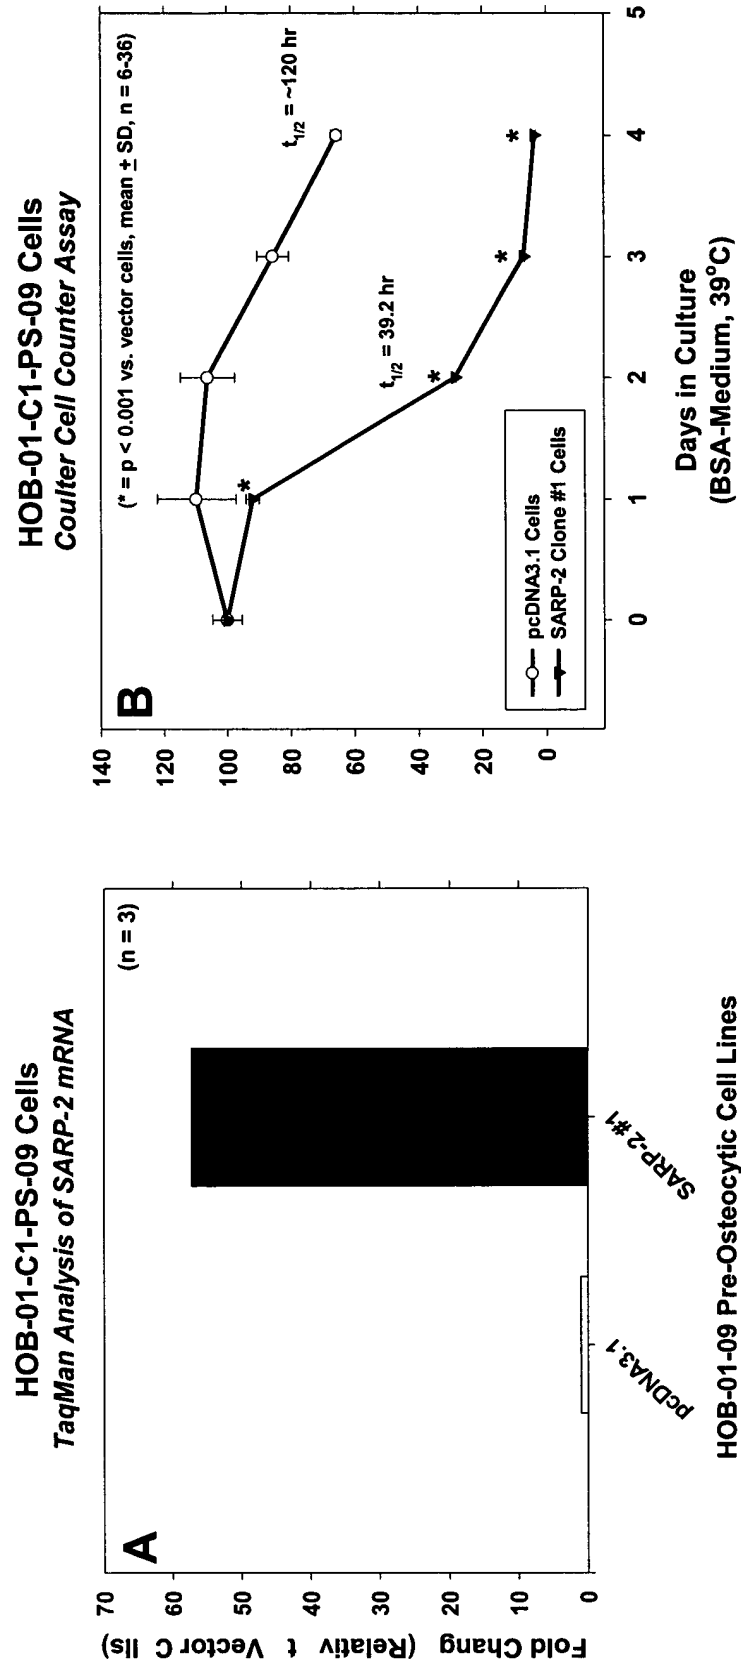 HOB-01-C1-PS-09 Cells
TaqMan Analysis of SARP-2 mRNA
A
(n = 3)
Fold Chang (Relativ t Vector C lls)
70
60
50
40
30
20
10
0
pcDNA3.1
SARP-2 #1
HOB-01-09 Pre-Osteocytic Cell Lines
HOB-01-C1-PS-09 Cells
Coulter Cell Counter Assay
B
(* = p < 0.001 vs. vector cells, mean ± SD, n = 6-36)
t1/2 = ~120 hr
t1/2 = 39.2 hr
*
*
*
*
140
120
100
80
60
40
20
0
pcDNA3.1 Cells
SARP-2 Clone #1 Cells
0
1
2
3
4
5
Days in Culture
(BSA-Medium, 39°C)